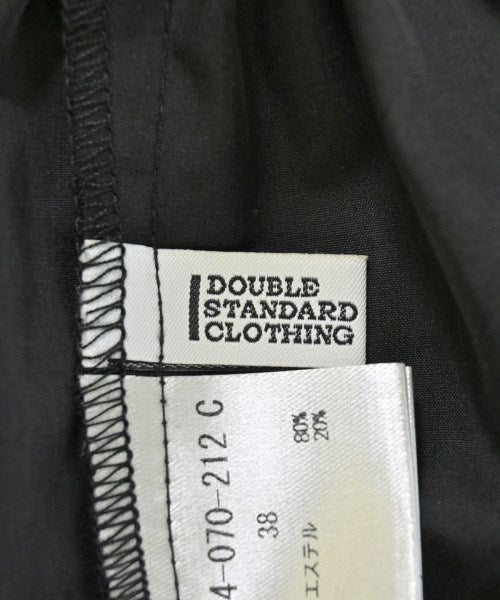 DOUBLE
STANDARD
CLOTHING
4-070-212 C
38
80%
20%
エステル